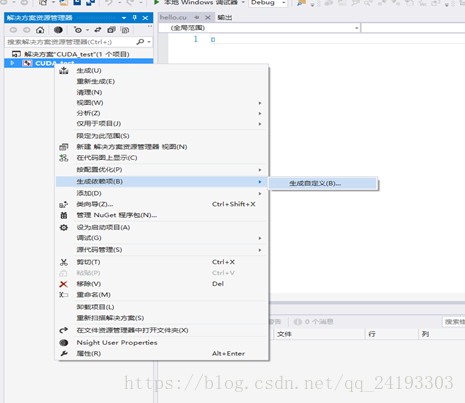 本地 Windows 调试器
Debug
解决方案资源管理器
hello.cu
输出
(全局范围)
搜索解决方案资源管理器(Ctrl+;)
1
解决方案"CUDA_test"(1 个项目)
CUDA_test
生成(U)
重新生成(E)
清理(N)
视图(W)
分析(Z)
仅用于项目(J)
限定为此范围(S)
新建 解决方案资源管理器 视图(N)
在代码图上显示(C)
按配置优化(P)
生成依赖项(B)
生成自定义(B)...
添加(D)
类向导(Z)...
Ctrl+Shift+X
管理 NuGet 程序包(N)...
设为启动项目(A)
调试(G)
源代码管理(S)
剪切(T)
Ctrl+X
粘贴(P)
Ctrl+V
移除(V)
Del
重命名(M)
卸载项目(L)
重新扫描解决方案(S)
0 个消息
在文件资源管理器中打开文件夹(X)
文件
行
列
Nsight User Properties
属性(R)
Alt+Enter
https://blog.csdn.net/qq_24193303